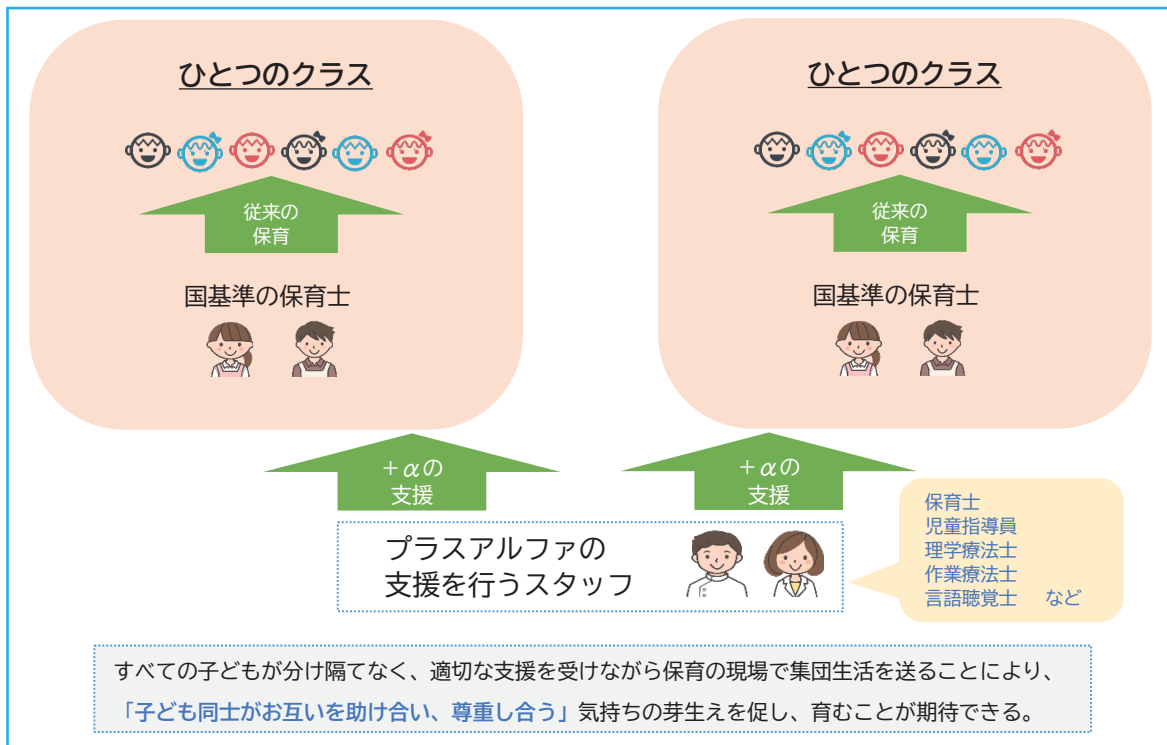 ひとつのクラス
従来の
保育
国基準の保育士
ひとつのクラス
従来の
保育
国基準の保育士
+αの
支援
+αの
支援
プラスアルファの
支援を行うスタッフ
保育士
児童指導員
理学療法士
作業療法士
言語聴覚士 など
すべての子どもが分け隔てなく、適切な支援を受けながら保育の現場で集団生活を送ることにより、
「子ども同士がお互いを助け合い、尊重し合う」気持ちの芽生えを促し、育むことが期待できる。